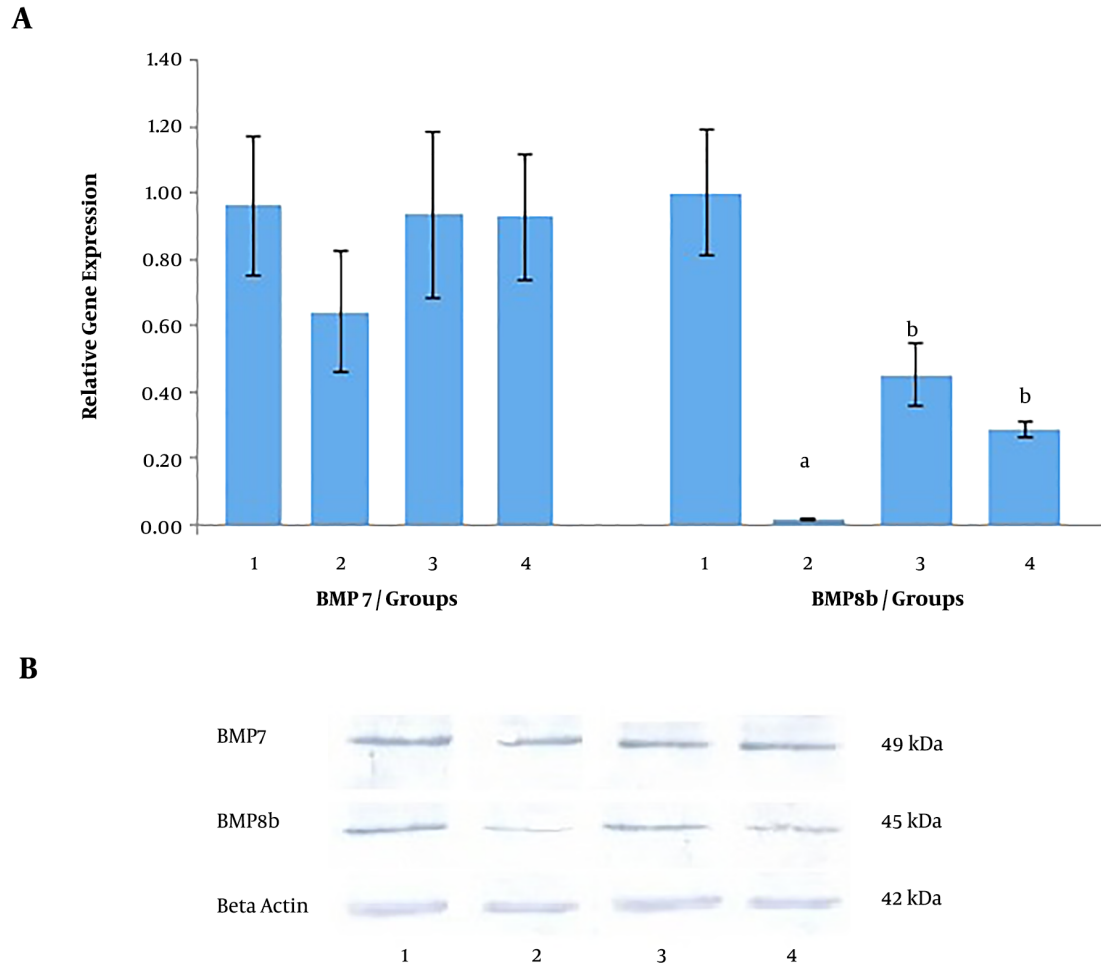 A
Relative Gene Expression
1.40
1.20
1.00
0.80
0.60
0.40
0.20
0.00
a
b
b
1 2 3 4 1 2 3 4
BMP 7 / Groups BMP8b / Groups
B
BMP7 49 kDa
BMP8b 45 kDa
Beta Actin 42 kDa
1 2 3 4